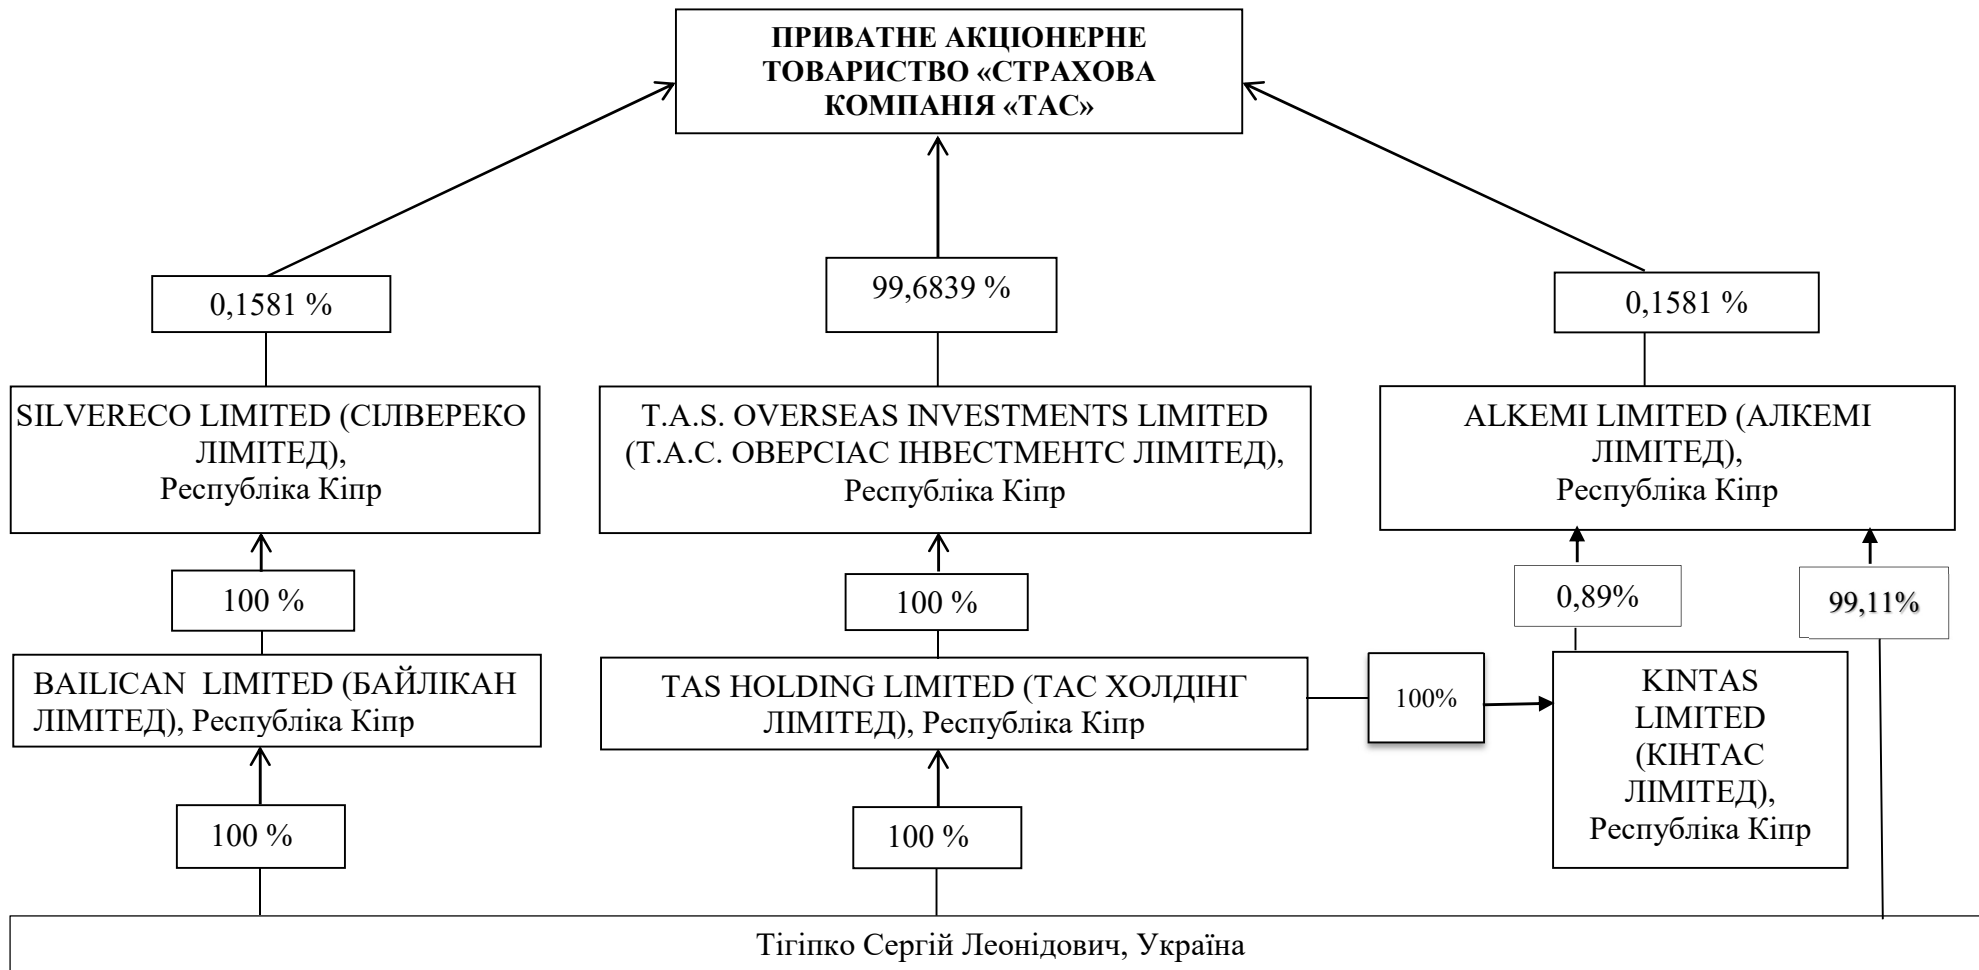 ПРИВАТНЕ АКЦІОНЕРНЕ
ТОВАРИСТВО «СТРАХОВА
КОМПАНІЯ «ТАС»
0,1581 %
99,6839 %
0,1581 %
SILVERECO LIMITED (СІЛВЕРЕКО
ЛІМІТЕД),
Республіка Кіпр
T.A.S. OVERSEAS INVESTMENTS LIMITED
(Т.А.С. ОВЕРСІАС ІНВЕСТМЕНТС ЛІМІТЕД),
Республіка Кіпр
ALKEMI LIMITED (АЛКЕМІ
ЛІМІТЕД),
Республіка Кіпр
100 %
100 %
0,89%
99,11%
BAILICAN LIMITED (БАЙЛІКАН
ЛІМІТЕД), Республіка Кіпр
TAS HOLDING LIMITED (ТАС ХОЛДІНГ
ЛІМІТЕД), Республіка Кіпр
100%
KINTAS
LIMITED
(КІНТАС
ЛІМІТЕД),
Республіка Кіпр
100 %
100 %
Тігіпко Сергій Леонідович, Україна